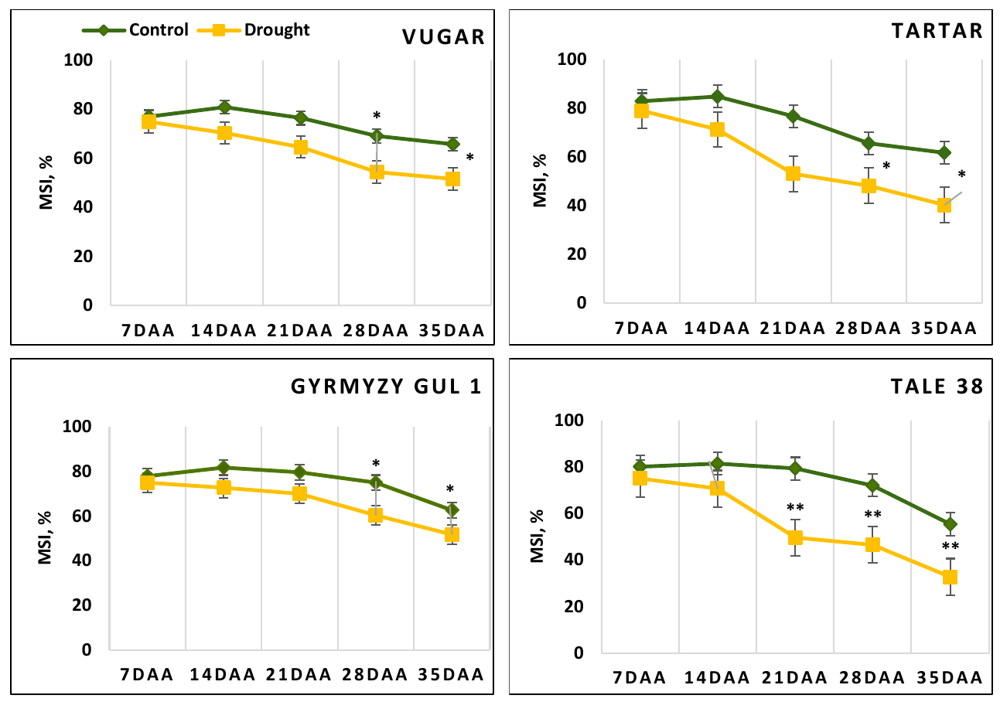 Control Drought
VUGAR
100
80
60
40
20
0
MSI, %
*
*
7DAA 14DAA 21DAA 28DAA 35DAA
TARTAR
100
80
60
40
20
0
MSI, %
*
*
7DAA 14DAA 21DAA 28DAA 35DAA
GYRMYZY GUL 1
100
80
60
40
20
0
MSI, %
*
*
7DAA 14DAA 21DAA 28DAA 35DAA
TALE 38
100
80
60
40
20
0
MSI, %
**
**
**
7DAA 14DAA 21DAA 28DAA 35DAA